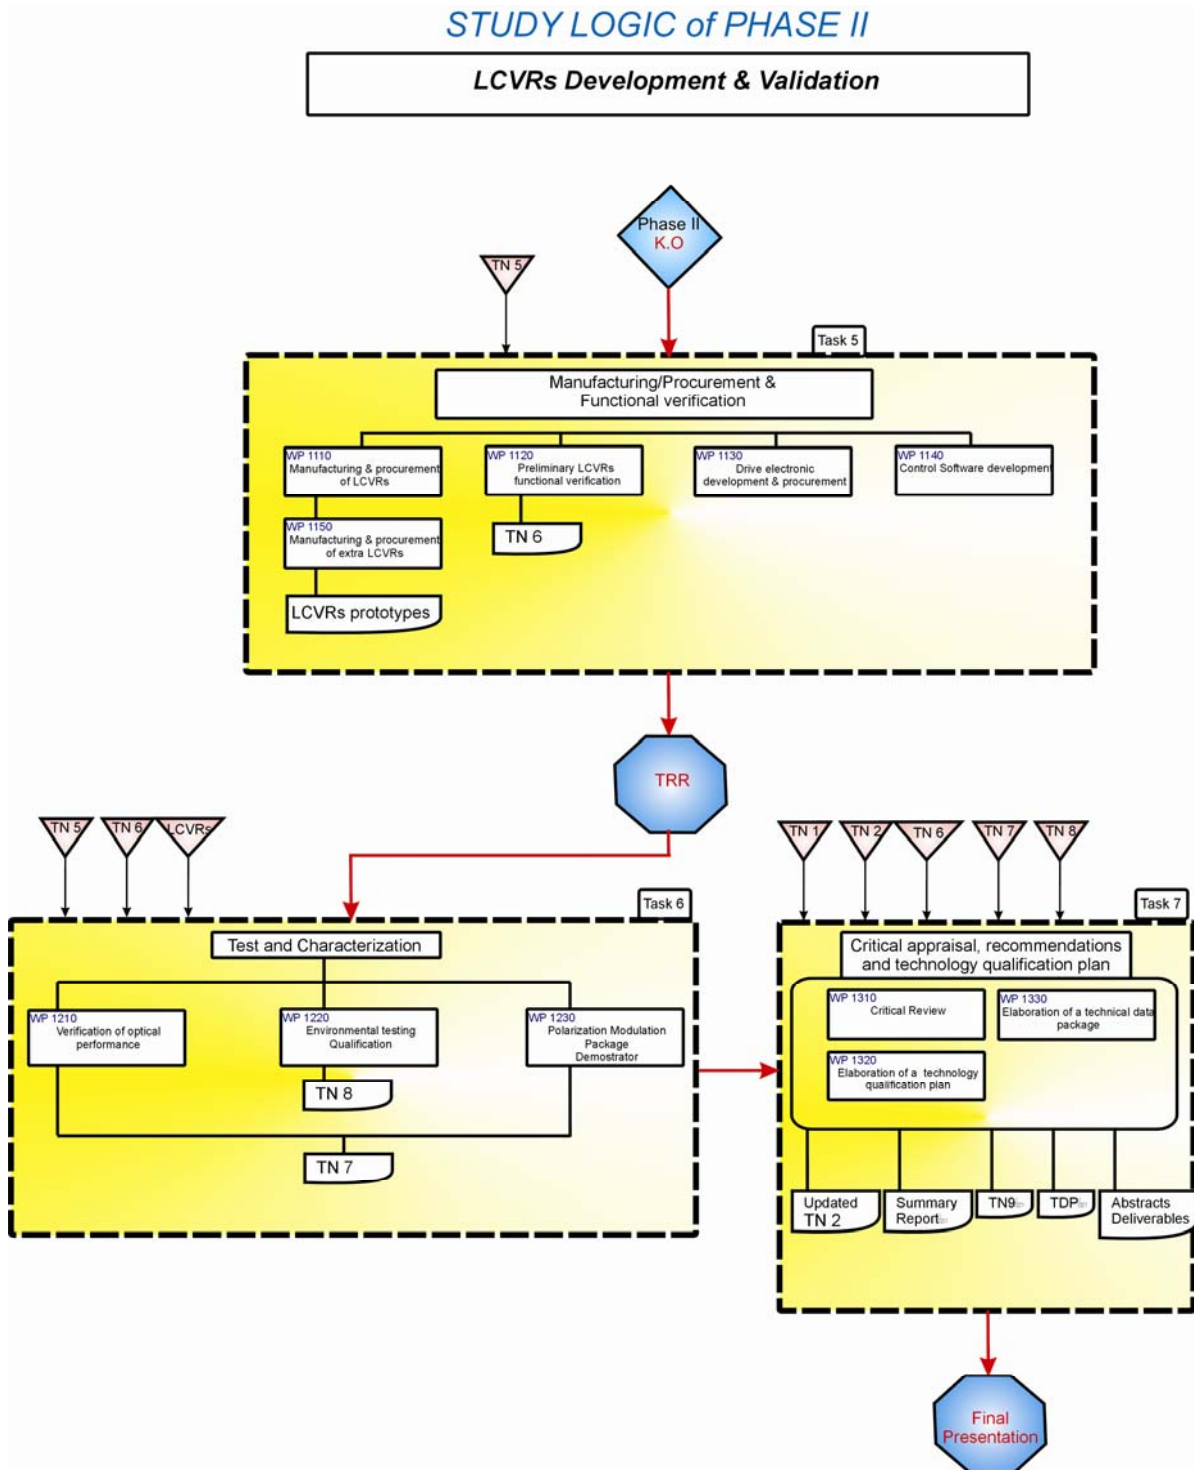 STUDY LOGIC of PHASE II
LCVRs Development & Validation
Phase II
K.O
TN 5
Task 5
Manufacturing/Procurement &
Functional verification
WP 1110
Manufacturing & procurement
of LCVRs
WP 1120
Preliminary LCVRs
functional verification
WP 1130
Drive electronic
development & procurement
WP 1140
Control Software development
WP 1150
Manufacturing & procurement
of extra LCVRs
TN 6
LCVRs prototypes
TRR
TN 5
TN 6
LCVRs
TN 1
TN 2
TN 6
TN 7
TN 8
Task 6
Test and Characterization
WP 1210
Verification of optical
performance
WP 1220
Environmental testing
Qualification
WP 1230
Polarization Modulation
Package
Demostrator
TN 8
TN 7
Task 7
Critical appraisal, recommendations
and technology qualification plan
WP 1310
Critical Review
WP 1330
Elaboration of a technical data
package
WP 1320
Elaboration of a technology
qualification plan
Updated
TN 2
Summary
Report
TN9
TDP
Abstracts
Deliverables
Final
Presentation